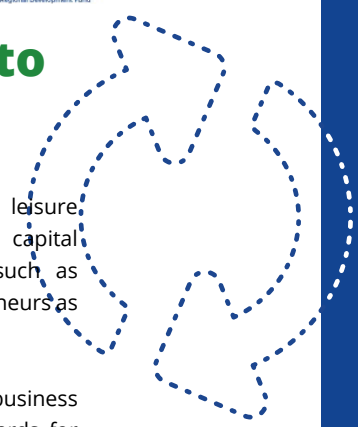 Regional Development Fund
to
leisure
capital
such as
neurs as
business